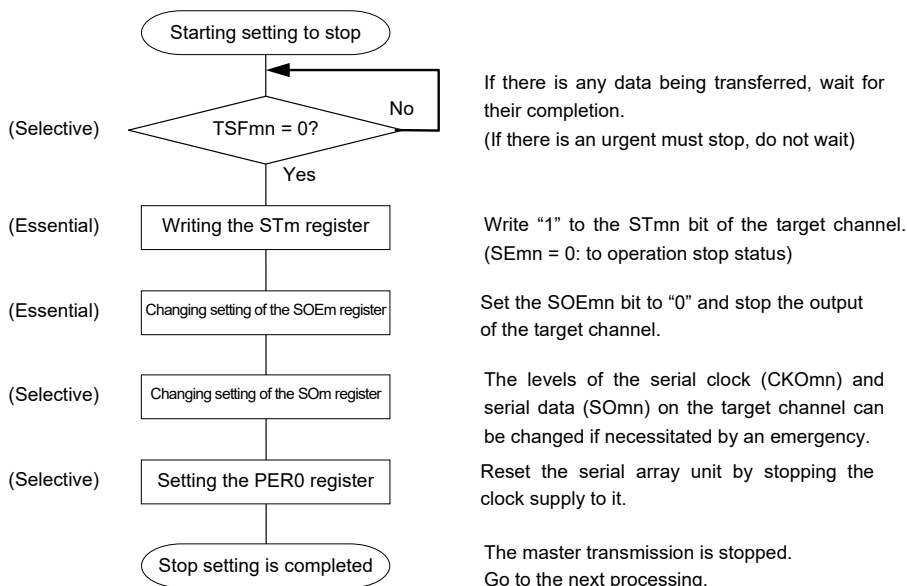 Starting setting to stop
If there is any data being transferred, wait for
their completion.
(If there is an urgent must stop, do not wait)
(Selective)
TSFmn = 0?
No
Yes
(Essential)
Writing the STm register
Write “1” to the STmn bit of the target channel.
(SEmn = 0: to operation stop status)
(Essential)
Changing setting of the SOEm register
Set the SOEmn bit to “0” and stop the output
of the target channel.
(Selective)
Changing setting of the SOm register
The levels of the serial clock (CKOmn) and
serial data (SOmn) on the target channel can
be changed if necessitated by an emergency.
(Selective)
Setting the PER0 register
Reset the serial array unit by stopping the
clock supply to it.
Stop setting is completed
The master transmission is stopped.
Go to the next processing.